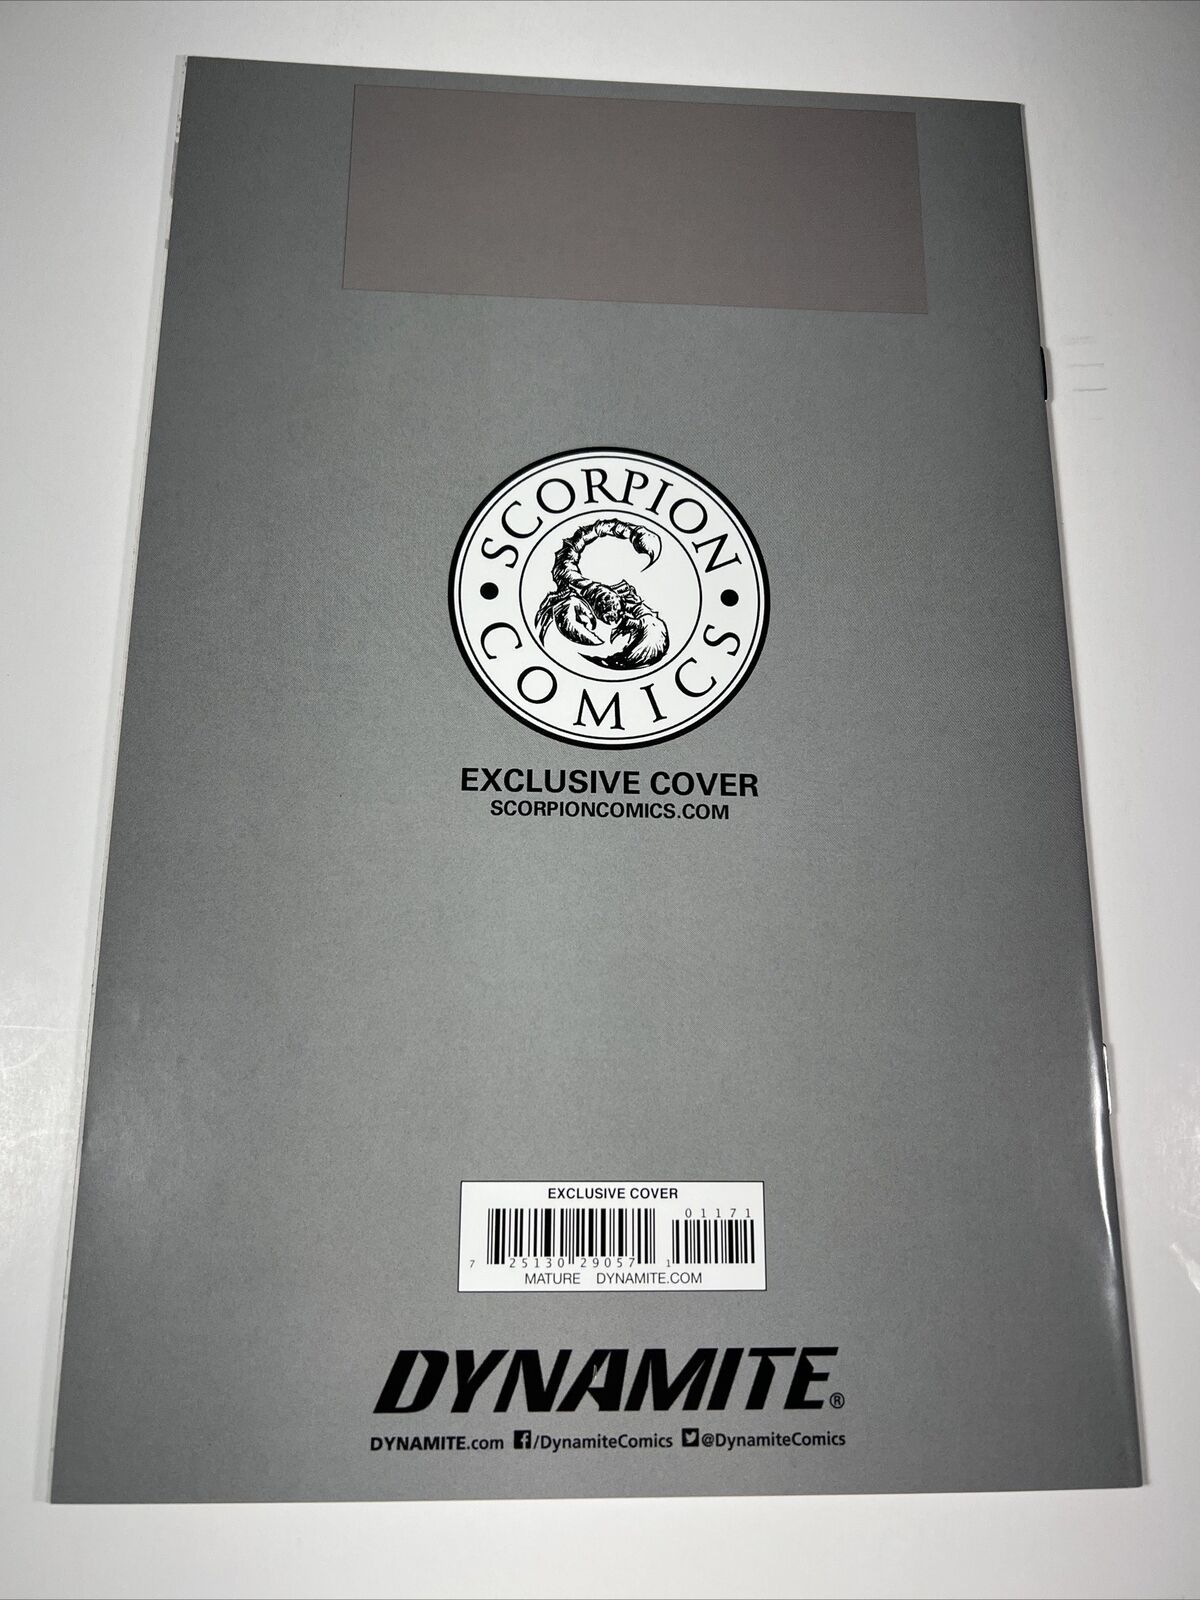 SCORPION
COMICS
EXCLUSIVE COVER
SCORPIONCOMICS.COM
EXCLUSIVE COVER
01171
7 25130 29057 1
MATURE DYNAMITE.COM
DYNAMITE®
DYNAMITE.com /DynamiteComics @DynamiteComics